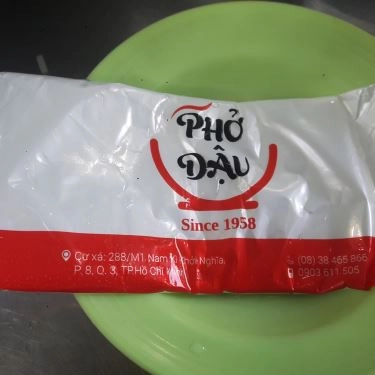 PHỞ
DẬU
Since 1958
Cư xá: 288/M1 Nam Kỳ Khởi Nghĩa,
P. 8, Q. 3, TP.Hồ Chí Minh
(08) 38 465 866
0903 611 505